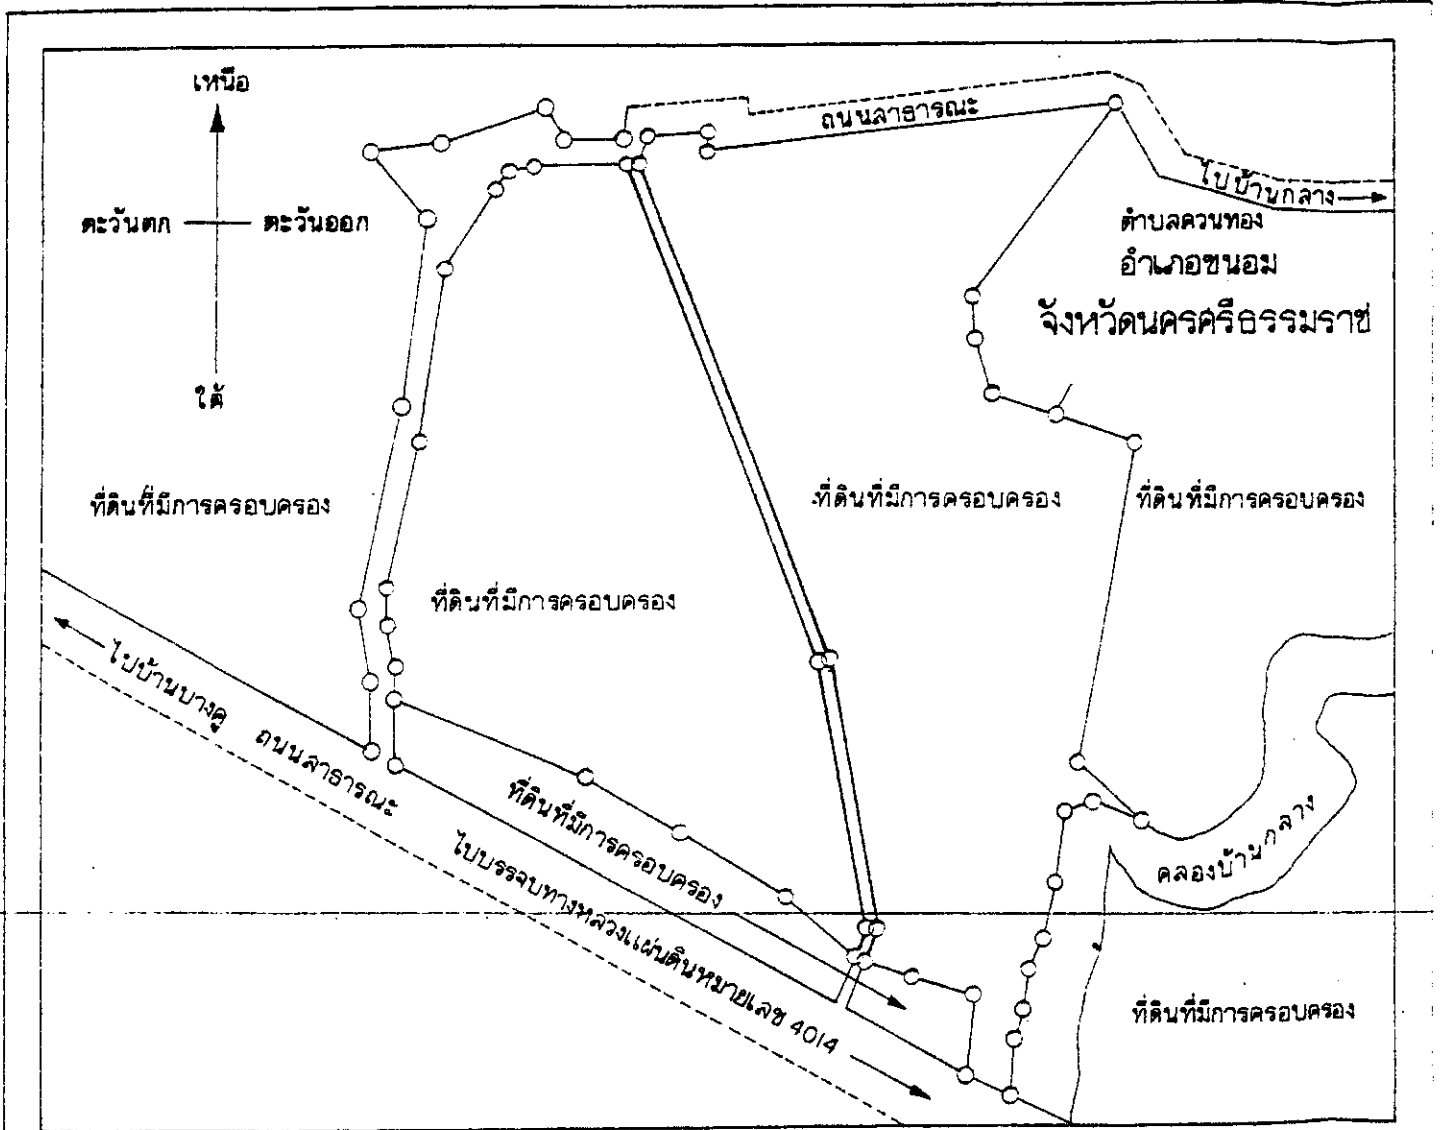 เหนือ
ถนนสาธารณะ
ไปบ้านกลาง
ตะวันตก
ตะวันออก
ตำบลควนทอง
อำเภอขนอม
จังหวัดนครศรีธรรมราช
ใต้
ที่ดินที่มีการครอบครอง
ที่ดินที่มีการครอบครอง
ที่ดินที่มีการครอบครอง
ที่ดินที่มีการครอบครอง
ไปบ้านบางคู
ถนนสาธารณะ
ที่ดินที่มีการครอบครอง
ไปบรรจบทางหลวงแผ่นดินหมายเลข 4014
คลองบ้านกลาง
ที่ดินที่มีการครอบครอง